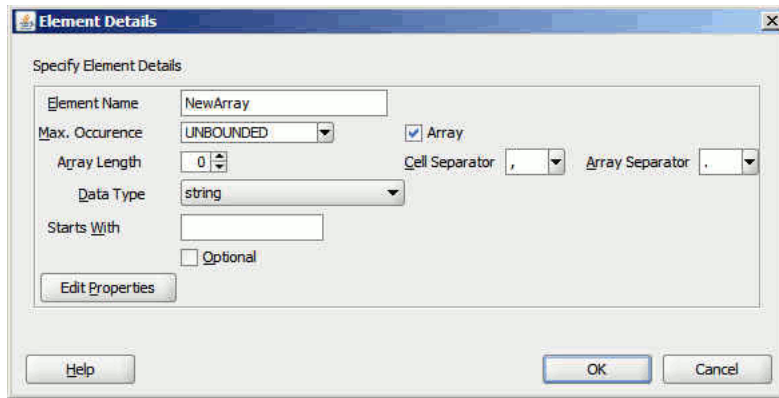 Element Details
Specify Element Details
Element Name NewArray
Max. Occurence UNBOUNDED Array
Array Length 0 Cell Separator , Array Separator .
Data Type string
Starts With
Optional
Edit Properties
Help OK Cancel